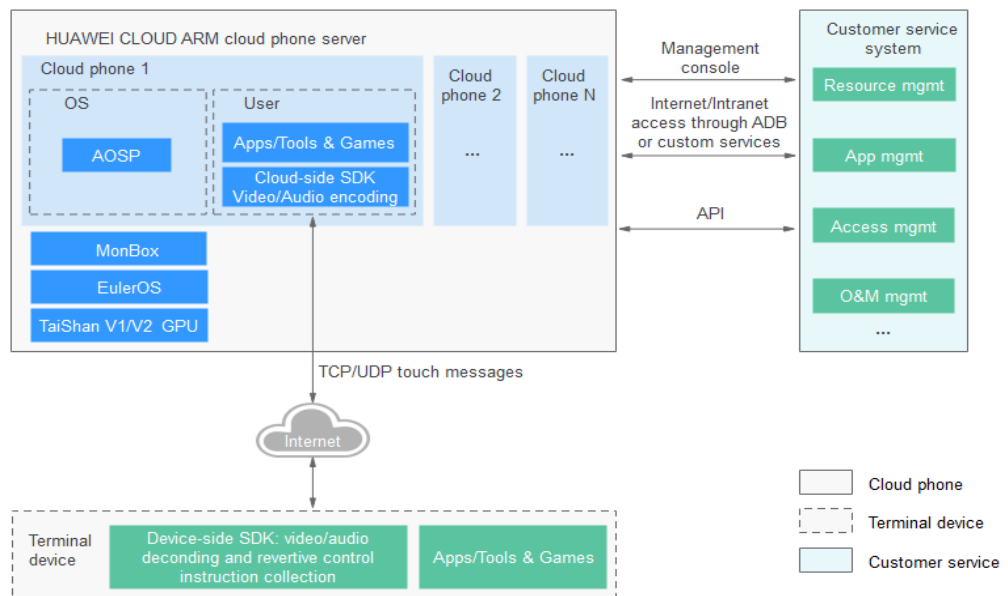 HUAWEI CLOUD ARM cloud phone server
Cloud phone 1
OS
AOSP
User
Apps/Tools & Games
Cloud-side SDK
Video/Audio encoding
Cloud
phone 2
...
Cloud
phone N
...
MonBox
EulerOS
TaiShan V1/V2 GPU
Management
console
Internet/Intranet
access through ADB
or custom services
API
Customer service
system
Resource mgmt
App mgmt
Access mgmt
O&M mgmt
...
TCP/UDP touch messages
Internet
Terminal
device
Device-side SDK: video/audio
deconding and revertive control
instruction collection
Apps/Tools & Games
Cloud phone
Terminal device
Customer service